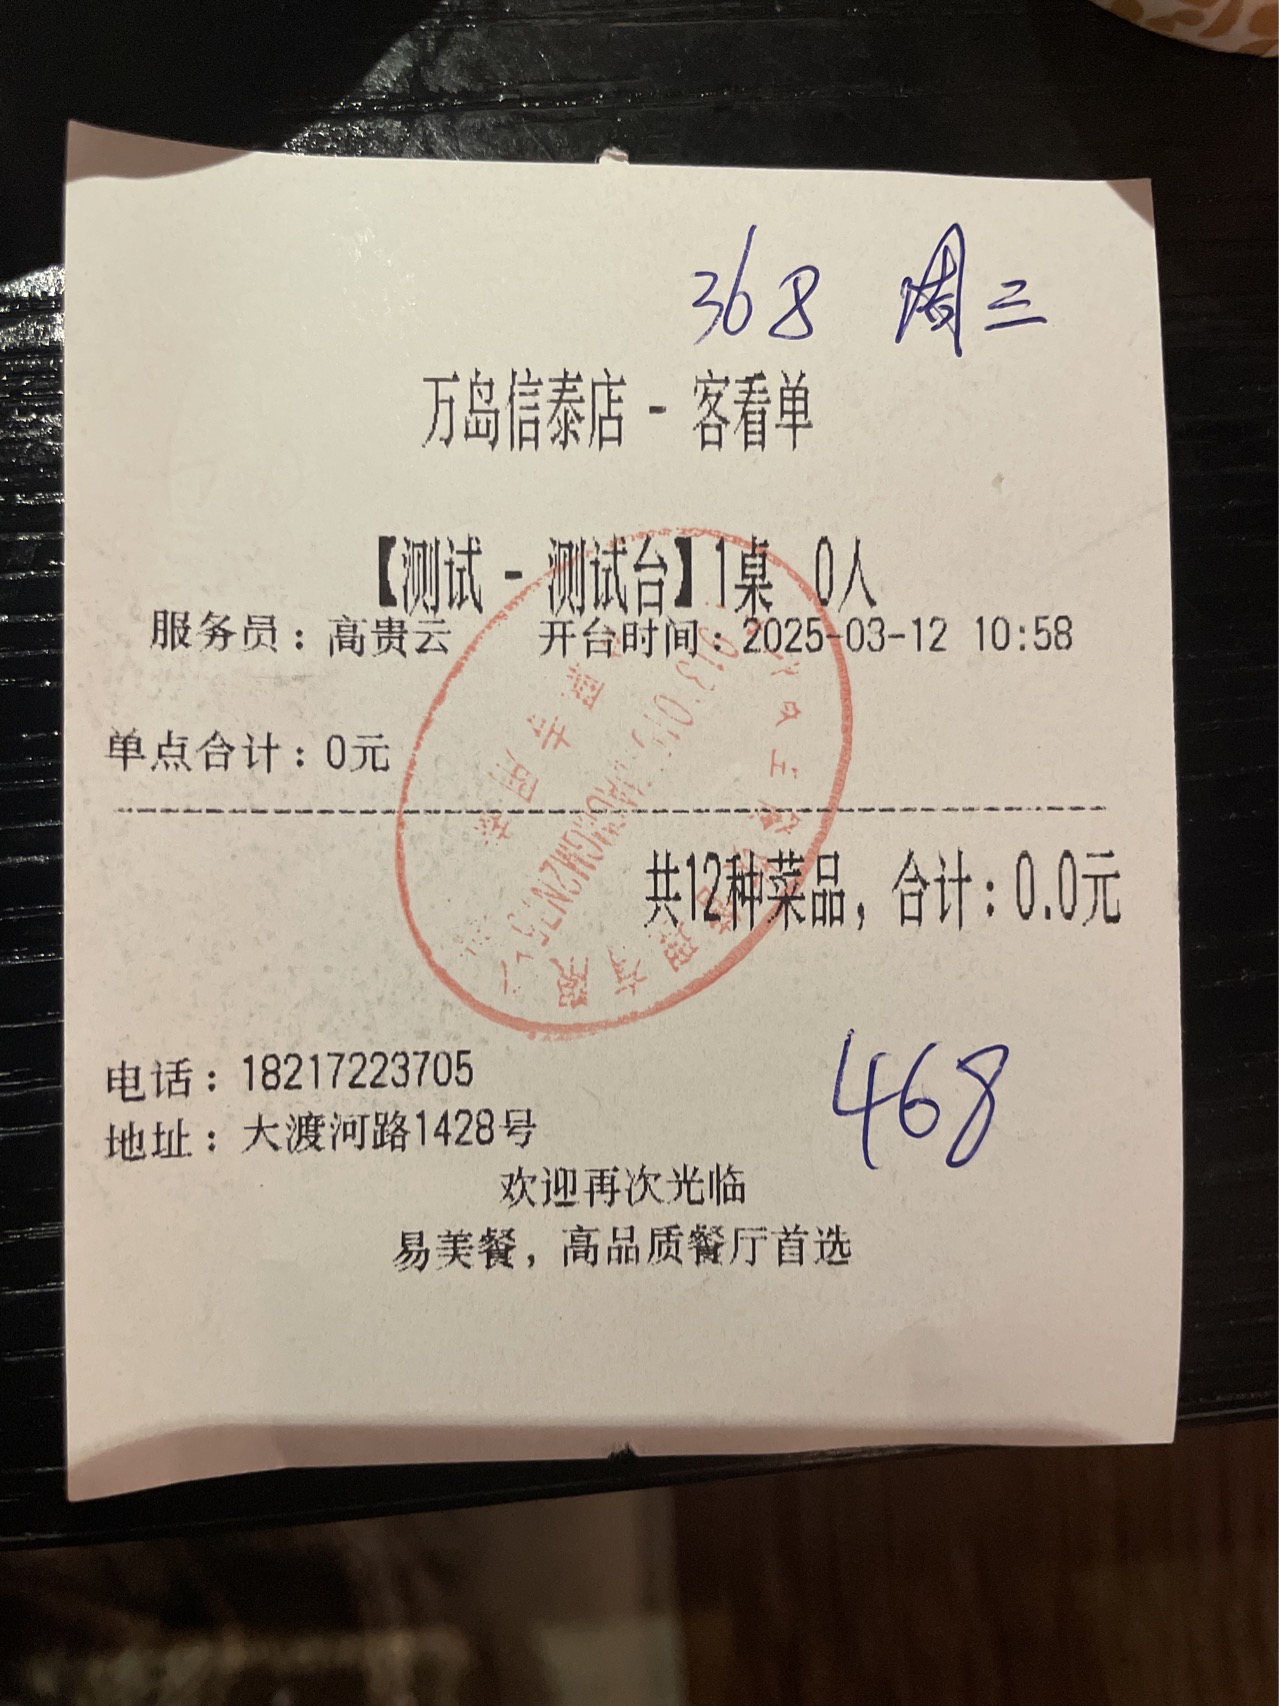 368 周三
万岛信泰店 - 客看单
【测试 - 测试台】1桌 0人
服务员：高贵云 开台时间：2025-03-12 10:58
单点合计：0元
共12种菜品，合计：0.0元
468
电话：18217223705
地址：大渡河路1428号
欢迎再次光临
易美餐，高品质餐厅首选